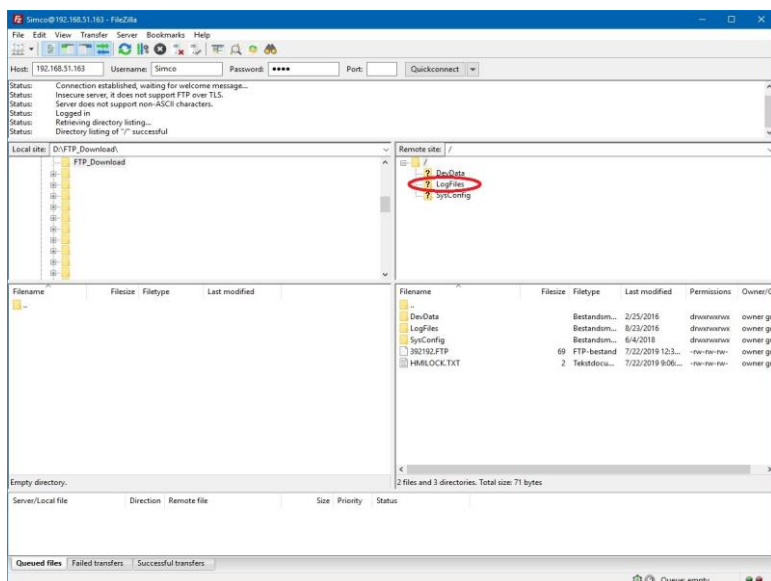 Simco@192.168.51.163 - FileZilla
File Edit View Transfer Server Bookmarks Help
Host: 192.168.51.163 Username: Simco Password: •••• Port: Quickconnect
Status: Connection established, waiting for welcome message...
Status: Insecure server, it does not support FTP over TLS.
Status: Server does not support non-ASCII characters.
Status: Logged in
Status: Retrieving directory listing...
Status: Directory listing of "/" successful
Local site: D:\FTP_Download\
Remote site: /
FTP_Download
/
DevData
LogFiles
SysConfig
Filename Filesize Filetype Last modified
..
Empty directory.
Filename Filesize Filetype Last modified Permissions Owner/G
..
DevData Bestandsm... 2/25/2016 drwxrwxrwx owner g
LogFiles Bestandsm... 8/23/2016 drwxrwxrwx owner g
SysConfig Bestandsm... 6/4/2018 drwxrwxrwx owner g
392192.FTP 69 FTP-bestand 7/22/2019 12:3... -rw-rw-rw- owner g
HMILOCK.TXT 2 Tekstdocu... 7/22/2019 9:06:... -rw-rw-rw- owner g
2 files and 3 directories. Total size: 71 bytes
Server/Local file Direction Remote file Size Priority Status
Queued files Failed transfers Successful transfers
Queue: empty